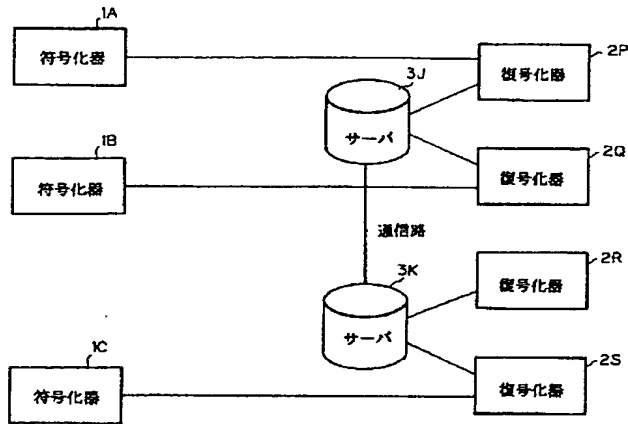 1A
符号化器
2P
復号化器
3J
サーバ
1B
符号化器
2Q
復号化器
通信路
3K
サーバ
2R
復号化器
1C
符号化器
2S
復号化器